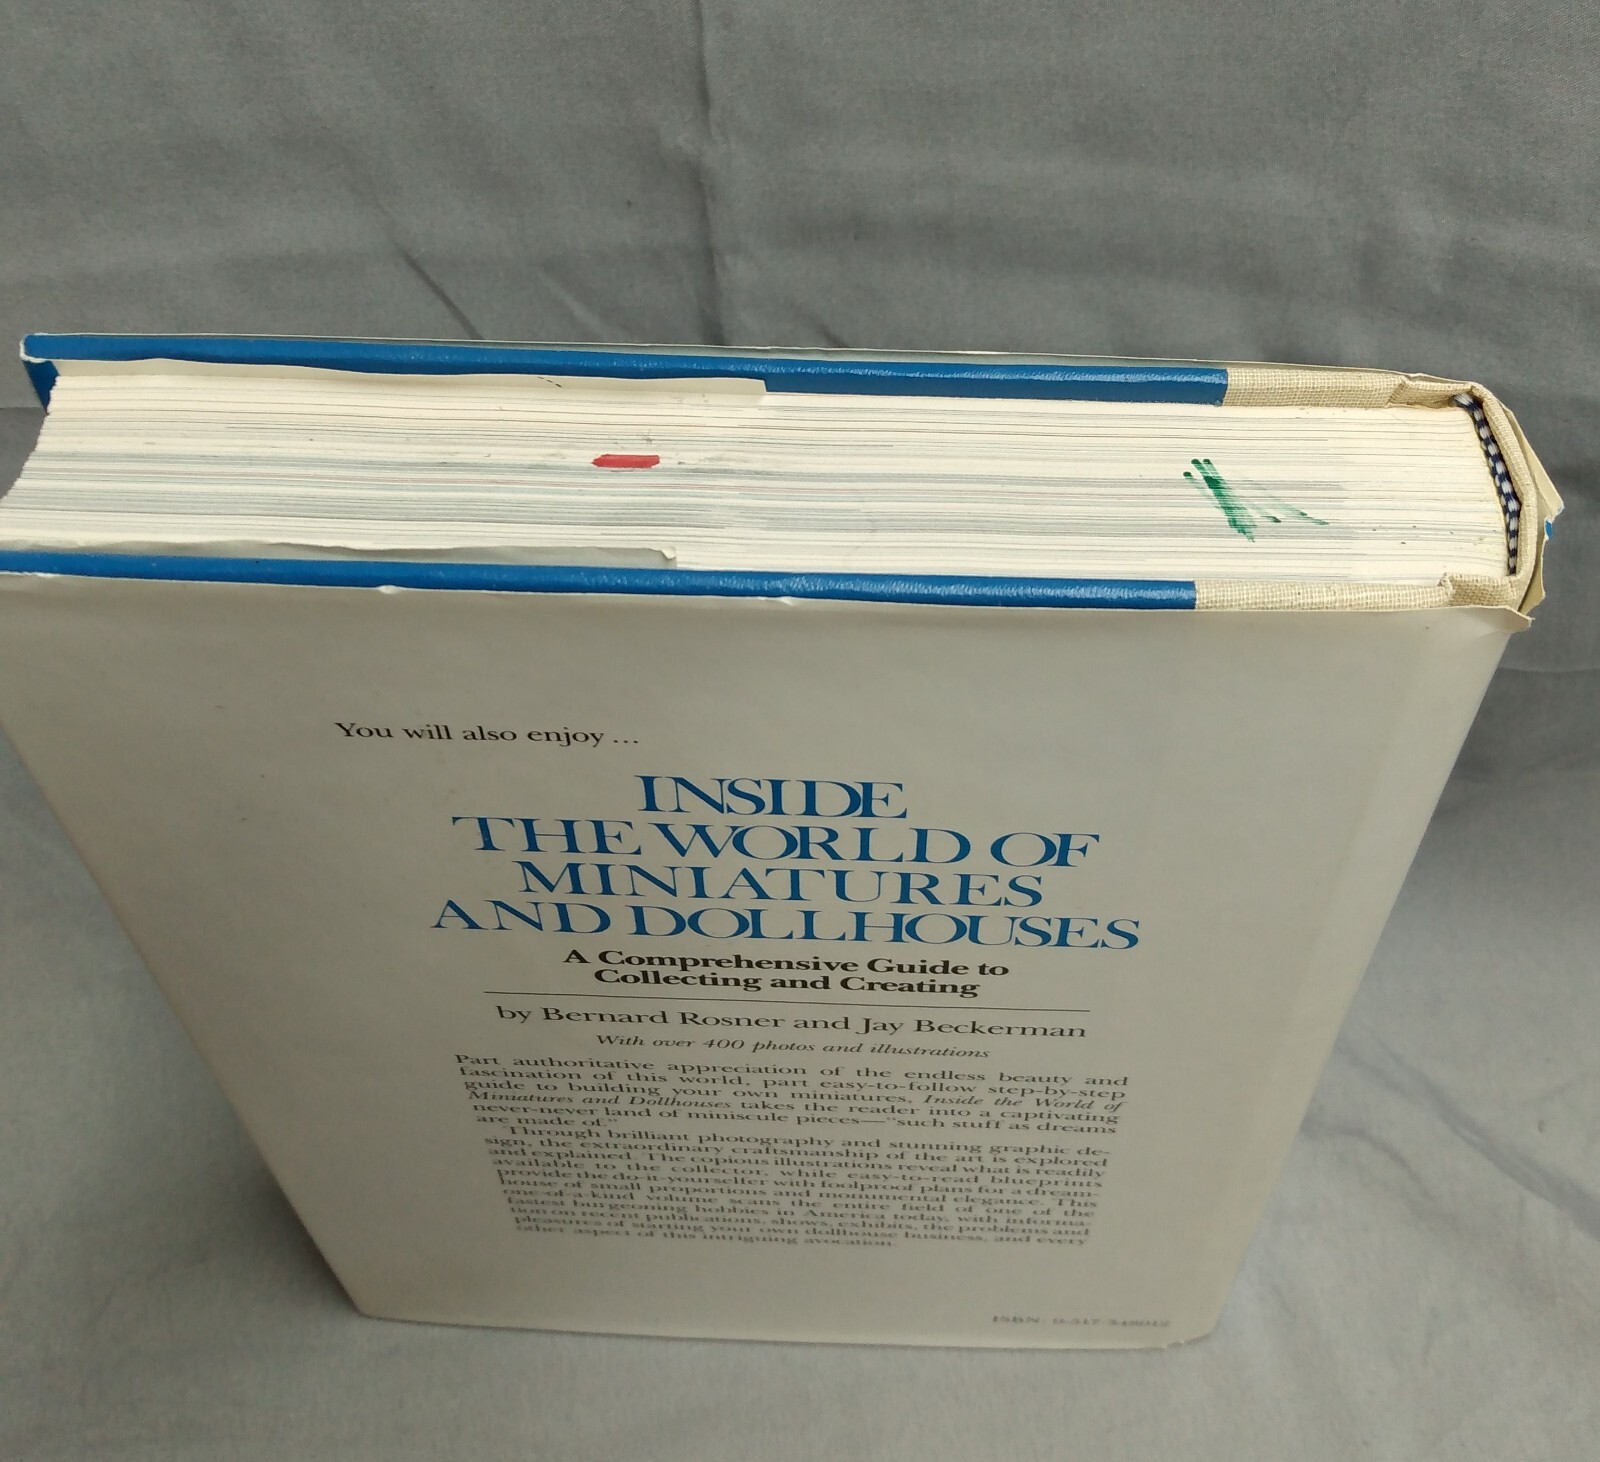 You will also enjoy...
INSIDE
THE WORLD OF
MINIATURES
AND DOLLHOUSES
A Comprehensive Guide to
Collecting and Creating
by Bernard Rosner and Jay Beckerman
With over 400 photos and illustrations
Part authoritative appreciation of the endless beauty and
fascination of this world, part easy-to-follow step-by-step
guide to building your own miniatures, Inside the World of
Miniatures and Dollhouses takes the reader into a captivating
never-never land of miniscule pieces—"such stuff as dreams
are made of."
Through brilliant photography and stunning graphic de-
sign, the extraordinary craftsmanship of the art is explored
and explained. The copious illustrations reveal what is readily
available to the collector, while easy-to-read blueprints
provide the do-it-yourselfer with foolproof plans for a dream-
house of small proportions and monumental elegance. This
one-of-a-kind volume scans the entire field of one of the
fastest burgeoning hobbies in America today, with informa-
tion on recent publications, shows, exhibits, the problems and
pleasures of starting your own dollhouse business, and every
other aspect of this intriguing avocation.
ISBN: 0-517